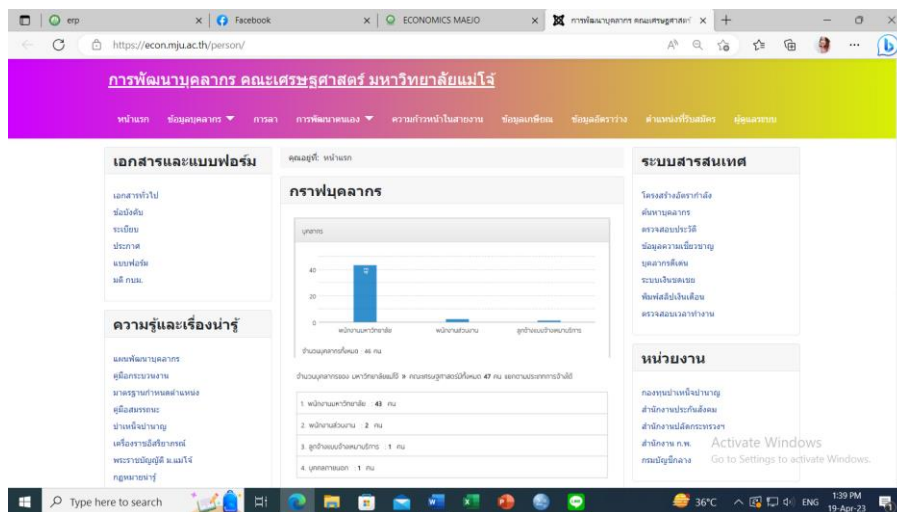 erp
Facebook
ECONOMICS MAEJO
การพัฒนาบุคลากร คณะเศรษฐศาสตร์
https://econ.mju.ac.th/person/
การพัฒนาบุคลากร คณะเศรษฐศาสตร์ มหาวิทยาลัยแม่โจ้
หน้าแรก ข้อมูลบุคลากร การลา การพัฒนาตนเอง ความก้าวหน้าในสายงาน ข้อมูลเกษียณ ข้อมูลอัตราว่าง ตำแหน่งที่รับสมัคร ผู้ดูแลระบบ
เอกสารและแบบฟอร์ม
เอกสารทั่วไป
ข้อบังคับ
ระเบียบ
ประกาศ
แบบฟอร์ม
มติ กบม.
ความรู้และเรื่องน่ารู้
แผนพัฒนาบุคลากร
คู่มือกระบวนงาน
มาตรฐานกำหนดตำแหน่ง
คู่มือสมรรถนะ
บำเหน็จบำนาญ
เครื่องราชอิสริยาภรณ์
พระราชบัญญัติ ม.แม่โจ้
กฎหมายน่ารู้
คุณอยู่ที่: หน้าแรก
กราฟบุคลากร
บุคลากร
40
20
0
พนักงานมหาวิทยาลัย พนักงานส่วนงาน ลูกจ้างแบบจ้างเหมาบริการ
จำนวนบุคลากรทั้งหมด : 46 คน
จำนวนบุคลากรของ มหาวิทยาลัยแม่โจ้ » คณะเศรษฐศาสตร์มีทั้งหมด 47 คน แยกตามประเภทการจ้างได้
1. พนักงานมหาวิทยาลัย : 43 คน
2. พนักงานส่วนงาน : 2 คน
3. ลูกจ้างแบบจ้างเหมาบริการ : 1 คน
4. บุคคลภายนอก : 1 คน
ระบบสารสนเทศ
โครงสร้างอัตรากำลัง
ค้นหาบุคลากร
ตรวจสอบประวัติ
ข้อมูลความเชี่ยวชาญ
บุคลากรดีเด่น
ระบบเงินชดเชย
พิมพ์สลิปเงินเดือน
ตรวจสอบเวลาทำงาน
หน่วยงาน
กองทุนบำเหน็จบำนาญ
สำนักงานประกันสังคม
สำนักงานปลัดกระทรวงฯ
สำนักงาน ก.พ.
กรมบัญชีกลาง
Activate Windows
Go to Settings to activate Windows.
Type here to search
36°C
ENG
1:39 PM
19-Apr-23